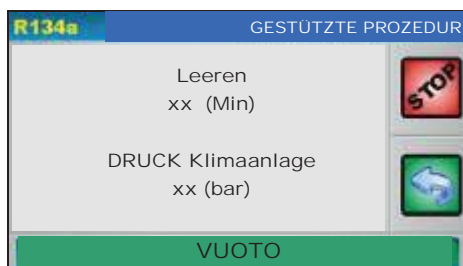 R134a
GESTÜTZTE PROZEDUR
Leeren
xx (Min)
STOP
DRUCK Klimaanlage
xx (bar)
VUOTO